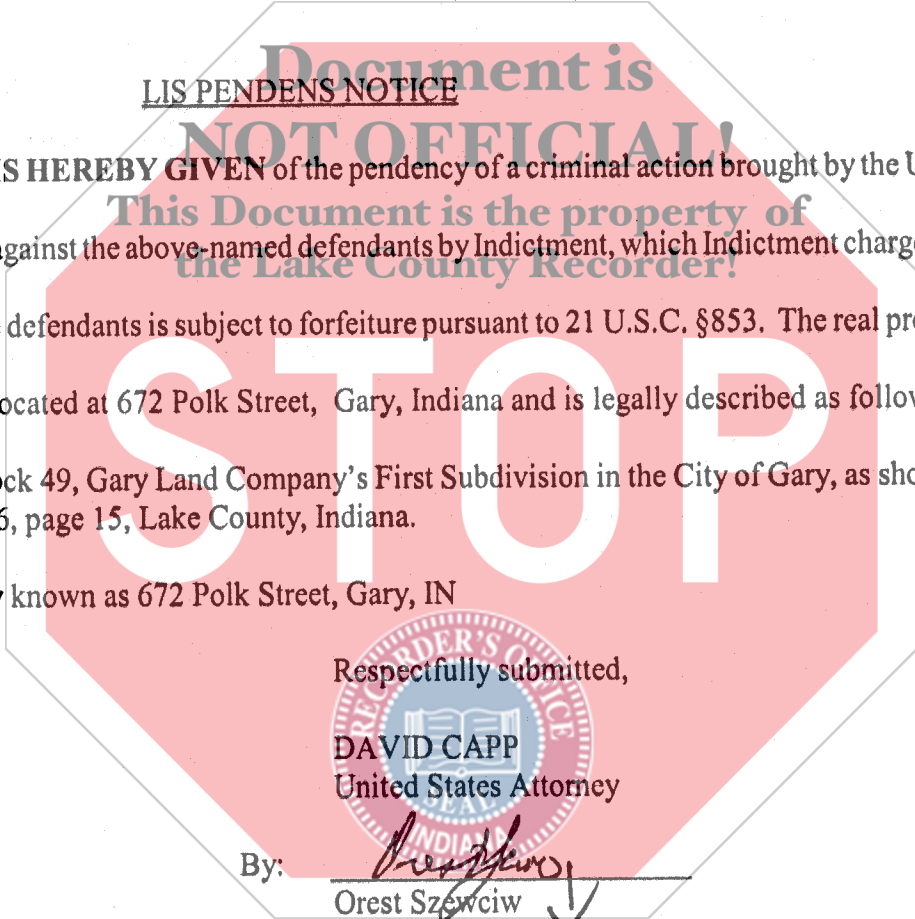 Document is
LIS PENDENS NOTICE
NOT OFFICIAL!
IS HEREBY GIVEN of the pendency of a criminal action brought by the U
This Document is the property of
against the above-named defendants by Indictment, which Indictment charge
the Lake County Recorder!
defendants is subject to forfeiture pursuant to 21 U.S.C. §853. The real pro
STOP
ocated at 672 Polk Street, Gary, Indiana and is legally described as follow
ck 49, Gary Land Company's First Subdivision in the City of Gary, as sho
6, page 15, Lake County, Indiana.
known as 672 Polk Street, Gary, IN
RECORDER'S OFFICE
Respectfully submitted,
DAVID CAPP
United States Attorney
SEAL
INDIANA
By:
Orest Szewciw